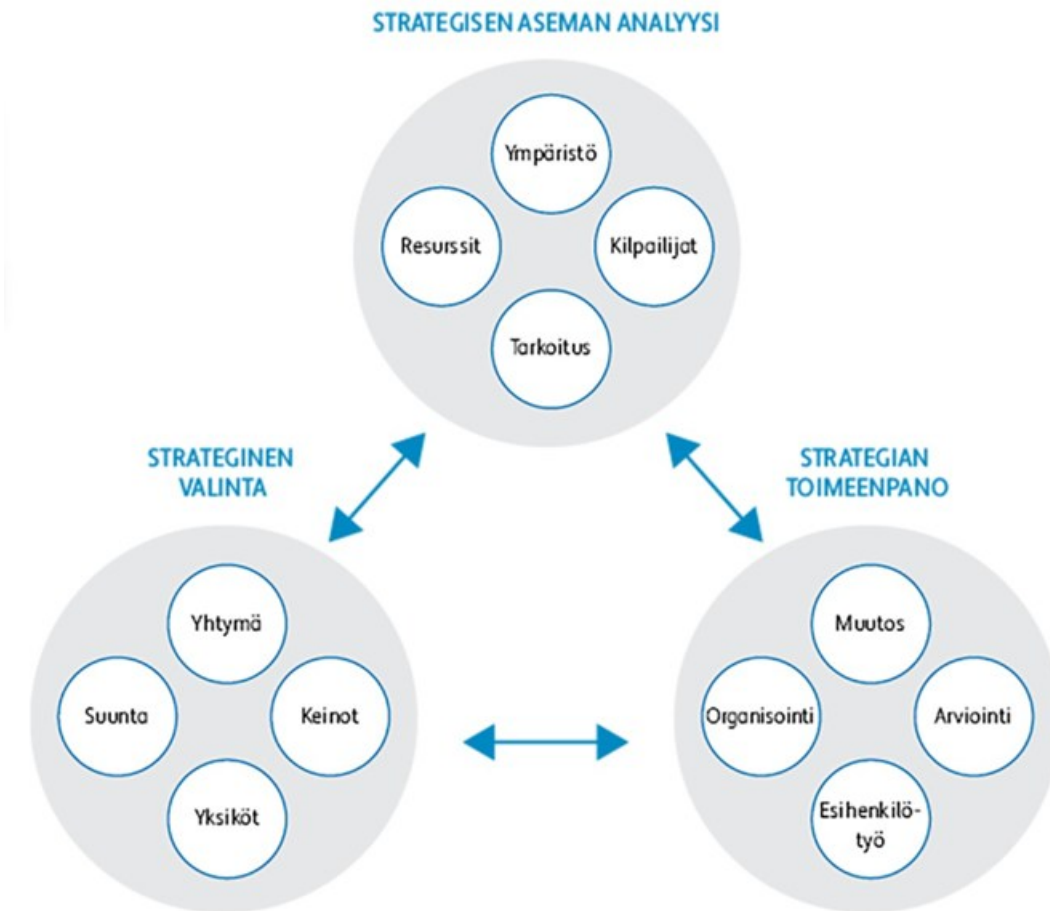 STRATEGISEN ASEMAN ANALYYSI
Ympäristö
Resurssit
Kilpailijat
Tarkoitus
STRATEGINEN
VALINTA
STRATEGIAN
TOIMEENPANO
Yhtymä
Suunta
Keinot
Yksiköt
Muutos
Organisointi
Arviointi
Esihenkilö-
työ